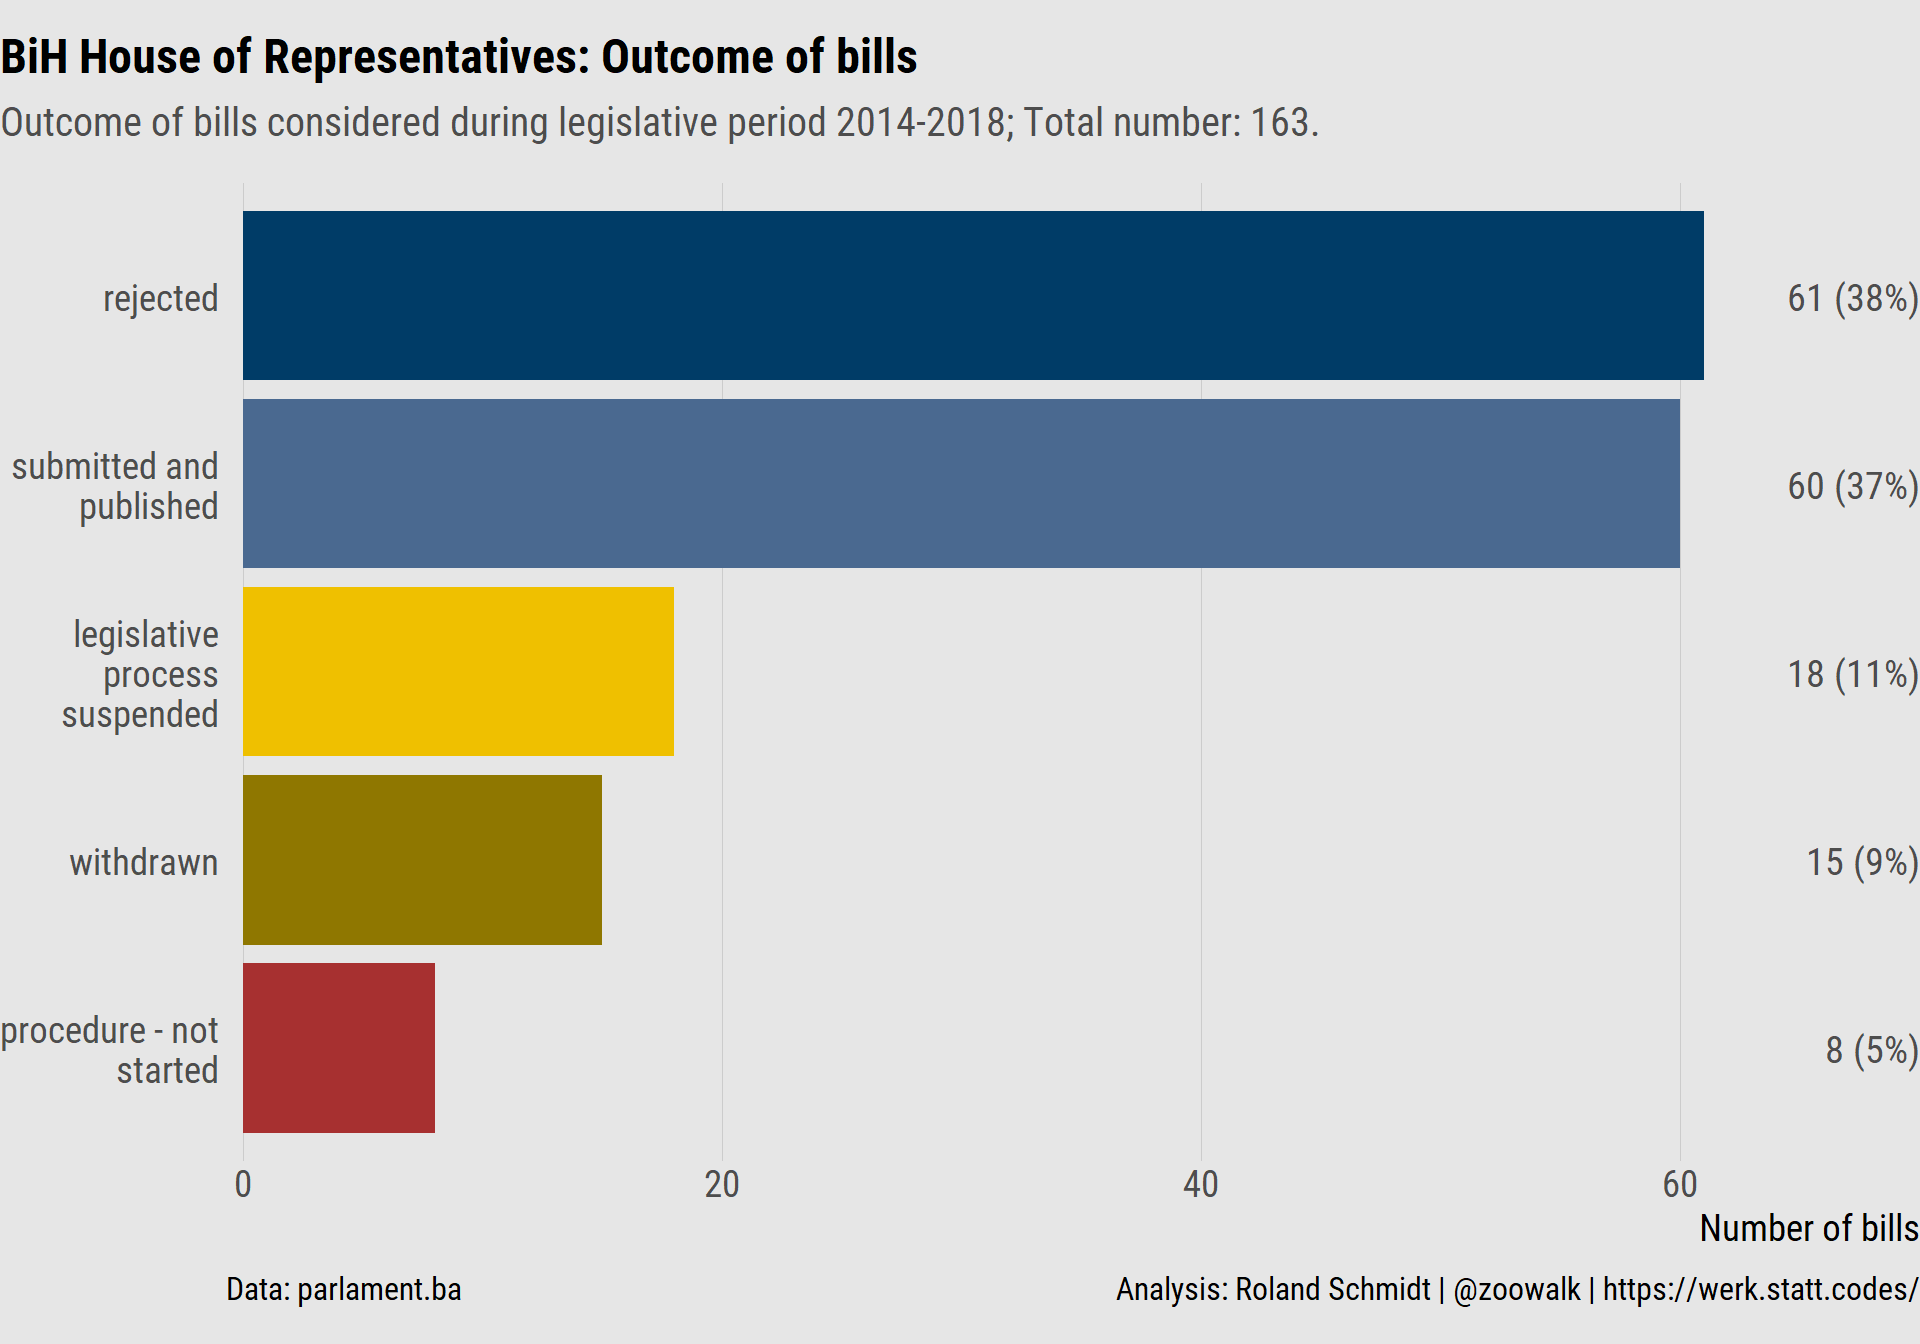 BiH House of Representatives: Outcome of bills
Outcome of bills considered during legislative period 2014-2018; Total number: 163.
rejected
61 (38%)
submitted and
published
60 (37%)
legislative
process
suspended
18 (11%)
withdrawn
15 (9%)
procedure - not
started
8 (5%)
0 20 40 60
Number of bills
Data: parlament.ba
Analysis: Roland Schmidt | @zoowalk | https://werk.statt.codes/